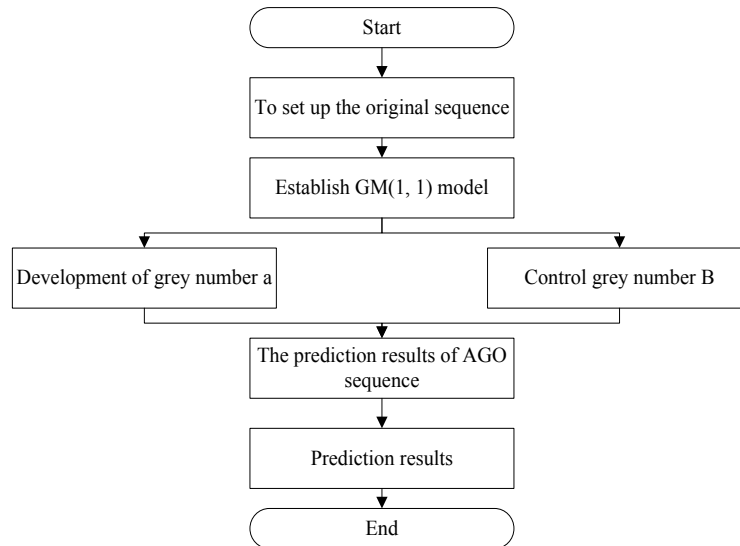 Start
To set up the original sequence
Establish GM(1, 1) model
Development of grey number a
Control grey number B
The prediction results of AGO
sequence
Prediction results
End